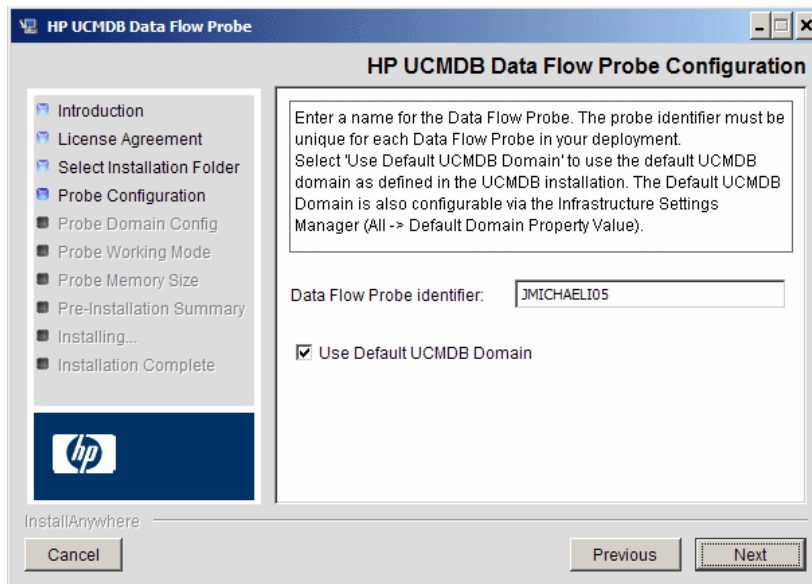 HP UCMDB Data Flow Probe
HP UCMDB Data Flow Probe Configuration
Introduction
License Agreement
Select Installation Folder
Probe Configuration
Probe Domain Config
Probe Working Mode
Probe Memory Size
Pre-Installation Summary
Installing...
Installation Complete
Enter a name for the Data Flow Probe. The probe identifier must be
unique for each Data Flow Probe in your deployment.
Select 'Use Default UCMDB Domain' to use the default UCMDB
domain as defined in the UCMDB installation. The Default UCMDB
Domain is also configurable via the Infrastructure Settings
Manager (All -> Default Domain Property Value).
Data Flow Probe identifier:
JMICHAELI05
Use Default UCMDB Domain
hp
InstallAnywhere
Cancel
Previous
Next